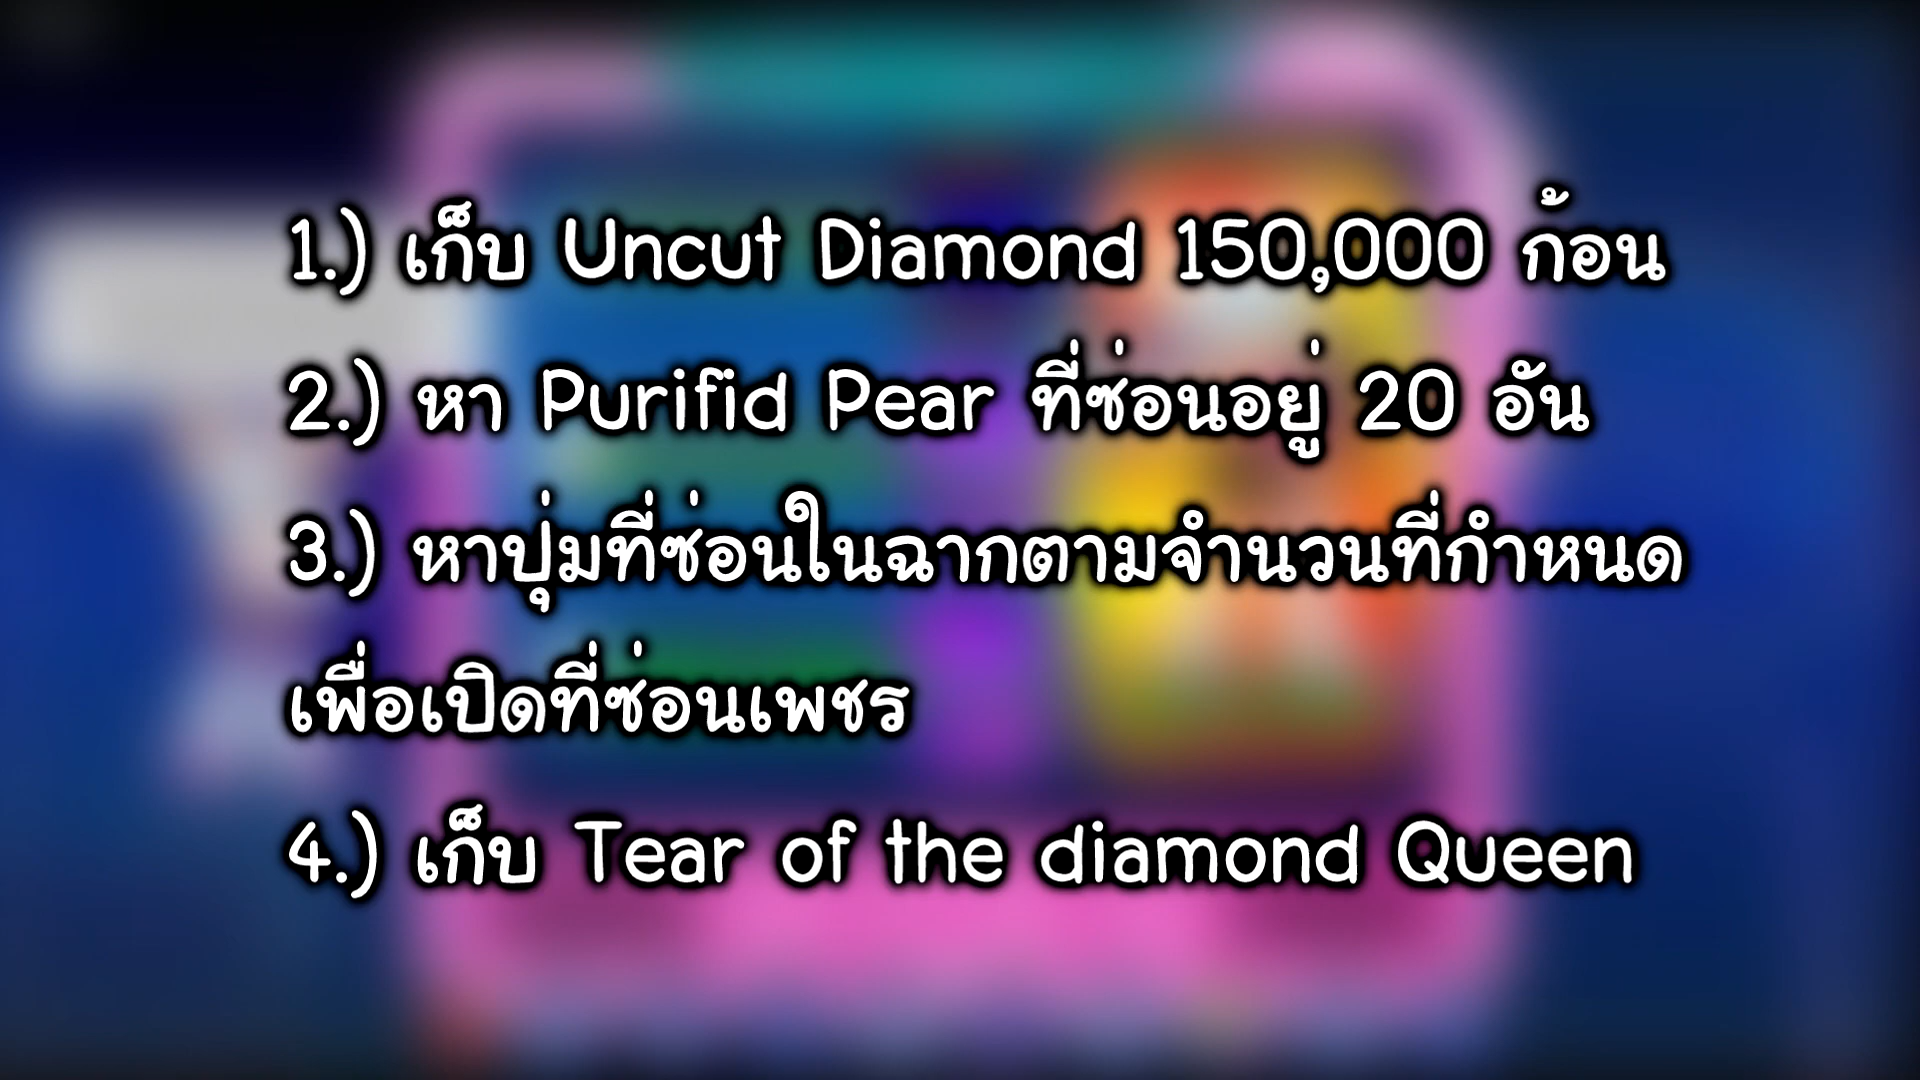 1.) เก็บ Uncut Diamond 150,000 ก้อน
2.) หา Purifid Pear ที่ซ่อนอยู่ 20 อัน
3.) หาปุ่มที่ซ่อนในฉากตามจำนวนที่กำหนด
เพื่อเปิดที่ซ่อนเพชร
4.) เก็บ Tear of the diamond Queen